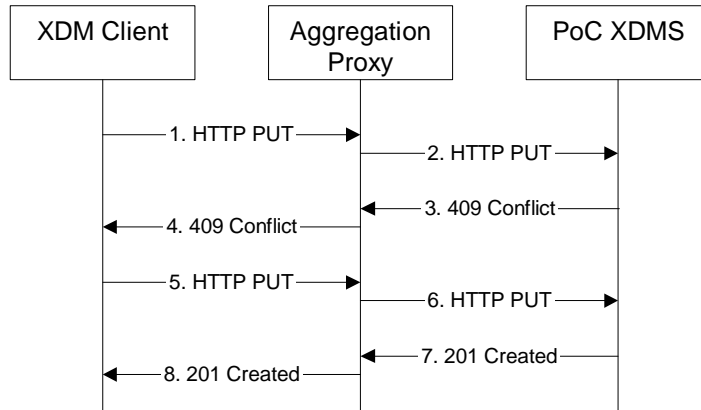 XDM Client
Aggregation
Proxy
PoC XDMS
1. HTTP PUT
2. HTTP PUT
3. 409 Conflict
4. 409 Conflict
5. HTTP PUT
6. HTTP PUT
7. 201 Created
8. 201 Created